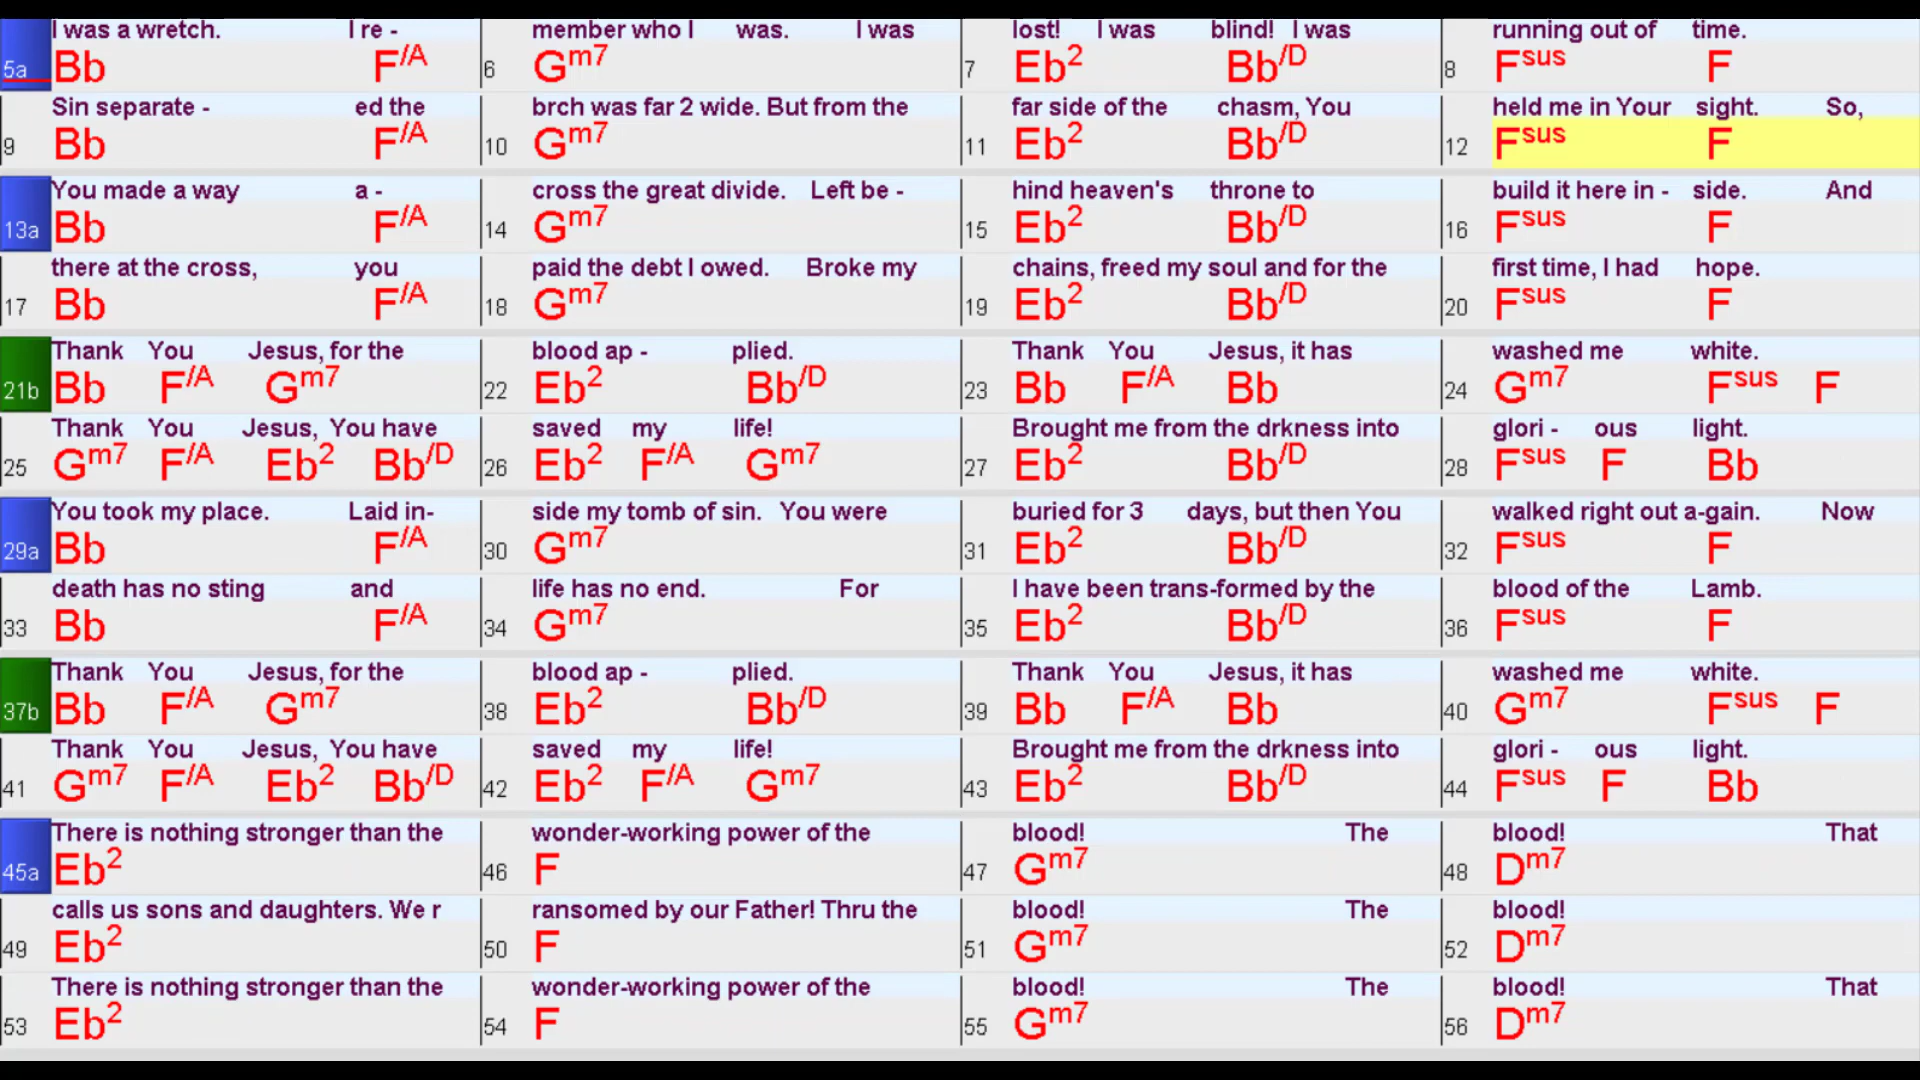 I was a wretch. I re - member who I was. I was lost! I was blind! I was running out of time.
5a Bb F/A 6 Gm7 7 Eb2 Bb/D 8 Fsus F
Sin separate - ed the brch was far 2 wide. But from the far side of the chasm, You held me in Your sight. So,
9 Bb F/A 10 Gm7 11 Eb2 Bb/D 12 Fsus F
You made a way a - cross the great divide. Left be - hind heaven's throne to build it here in - side. And
13a Bb F/A 14 Gm7 15 Eb2 Bb/D 16 Fsus F
there at the cross, you paid the debt I owed. Broke my chains, freed my soul and for the first time, I had hope.
17 Bb F/A 18 Gm7 19 Eb2 Bb/D 20 Fsus F
Thank You Jesus, for the blood ap - plied. Thank You Jesus, it has washed me white.
21b Bb F/A Gm7 22 Eb2 Bb/D 23 Bb F/A Bb 24 Gm7 Fsus F
Thank You Jesus, You have saved my life! Brought me from the drkness into glori - ous light.
25 Gm7 F/A Eb2 Bb/D 26 Eb2 F/A Gm7 27 Eb2 Bb/D 28 Fsus F Bb
You took my place. Laid in- side my tomb of sin. You were buried for 3 days, but then You walked right out a-gain. Now
29a Bb F/A 30 Gm7 31 Eb2 Bb/D 32 Fsus F
death has no sting and life has no end. For I have been trans-formed by the blood of the Lamb.
33 Bb F/A 34 Gm7 35 Eb2 Bb/D 36 Fsus F
Thank You Jesus, for the blood ap - plied. Thank You Jesus, it has washed me white.
37b Bb F/A Gm7 38 Eb2 Bb/D 39 Bb F/A Bb 40 Gm7 Fsus F
Thank You Jesus, You have saved my life! Brought me from the drkness into glori - ous light.
41 Gm7 F/A Eb2 Bb/D 42 Eb2 F/A Gm7 43 Eb2 Bb/D 44 Fsus F Bb
There is nothing stronger than the wonder-working power of the blood! The blood! That
45a Eb2 46 F 47 Gm7 48 Dm7
calls us sons and daughters. We r ransomed by our Father! Thru the blood! The blood!
49 Eb2 50 F 51 Gm7 52 Dm7
There is nothing stronger than the wonder-working power of the blood! The blood! That
53 Eb2 54 F 55 Gm7 56 Dm7